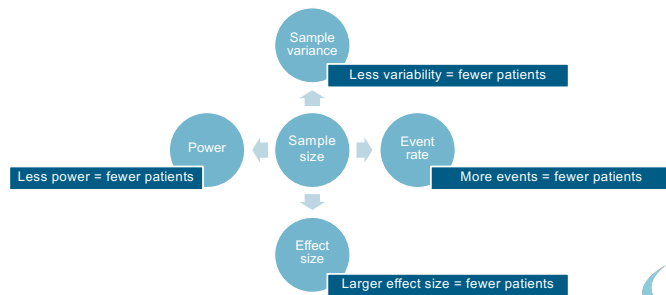 Sample
variance
Less variability = fewer patients
Power
Sample
size
Event
rate
Less power = fewer patients
More events = fewer patients
Effect
size
Larger effect size = fewer patients